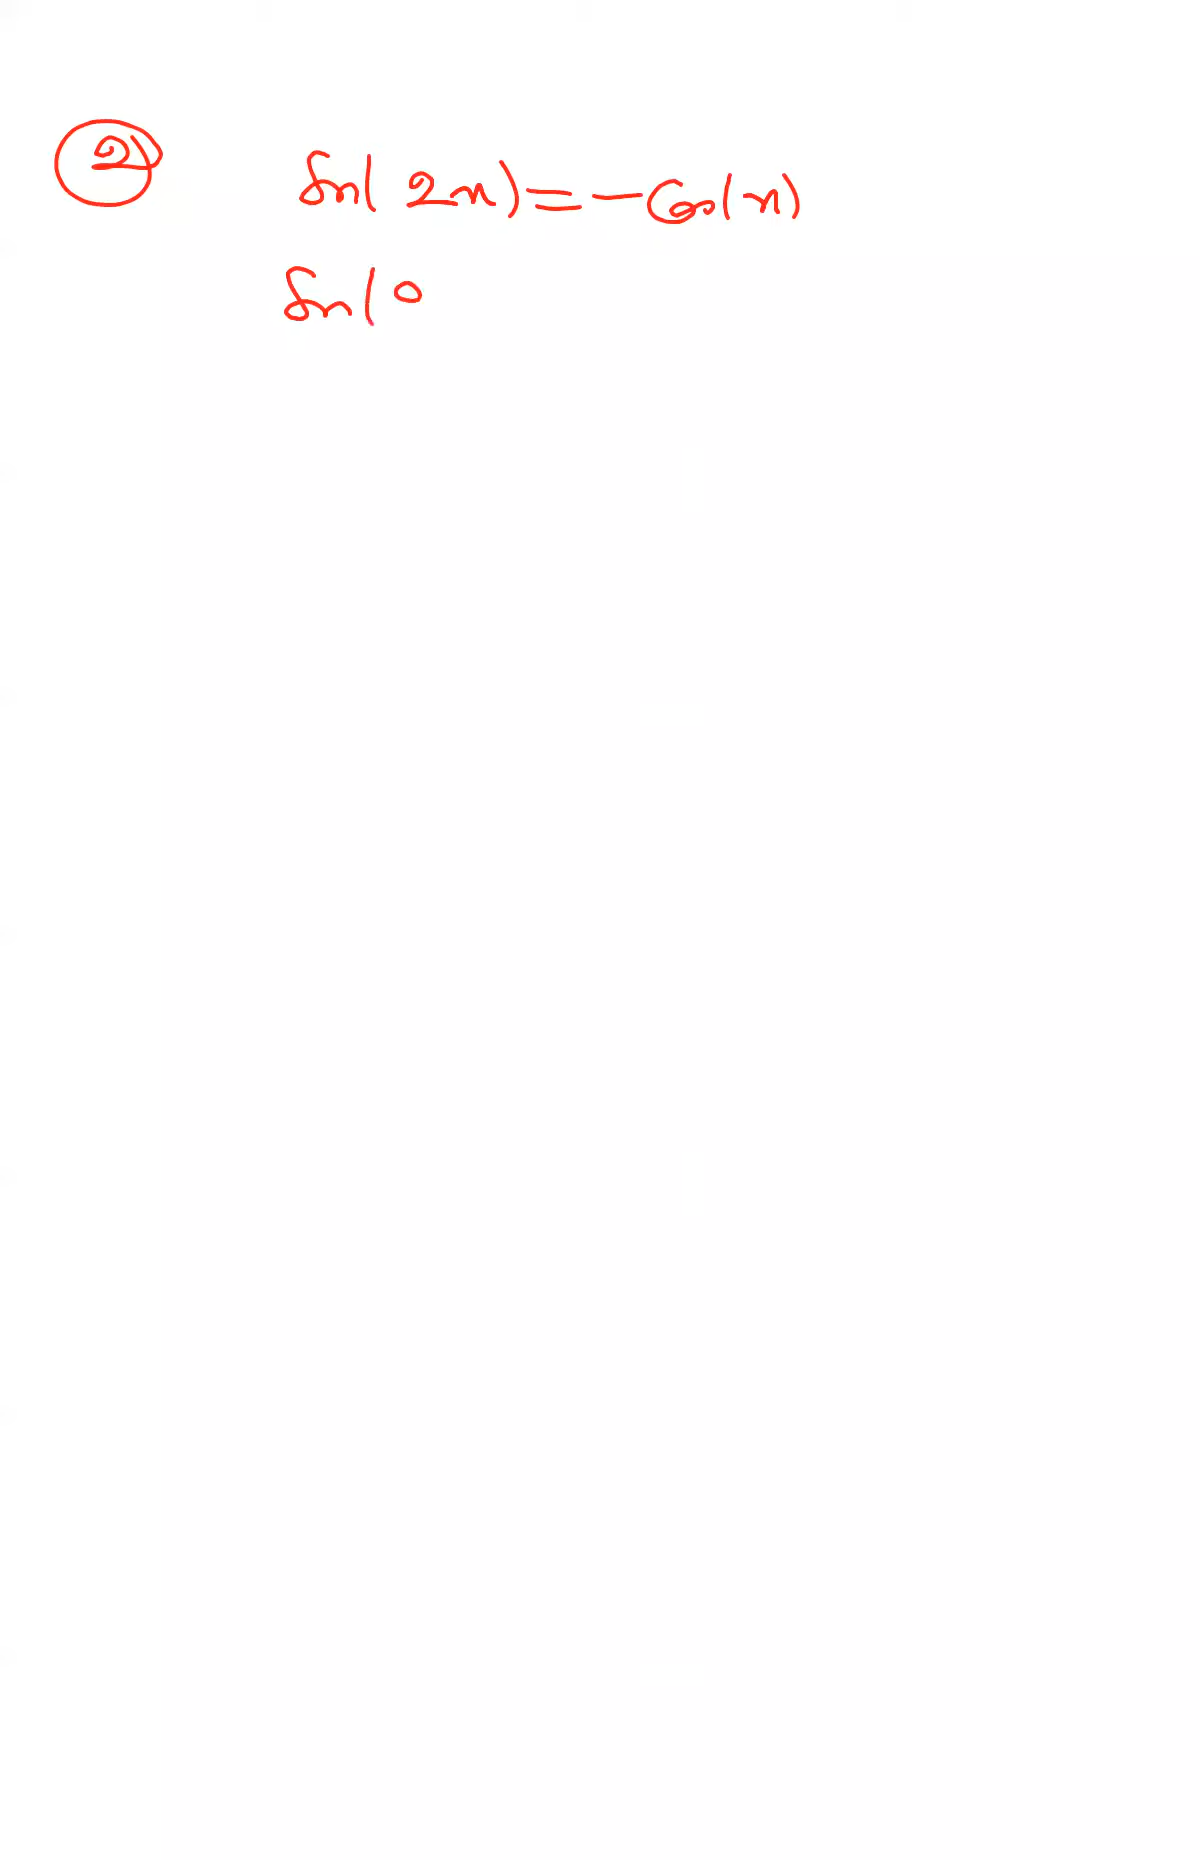 2) sin( 2x) = - cos(x)
sin( 0